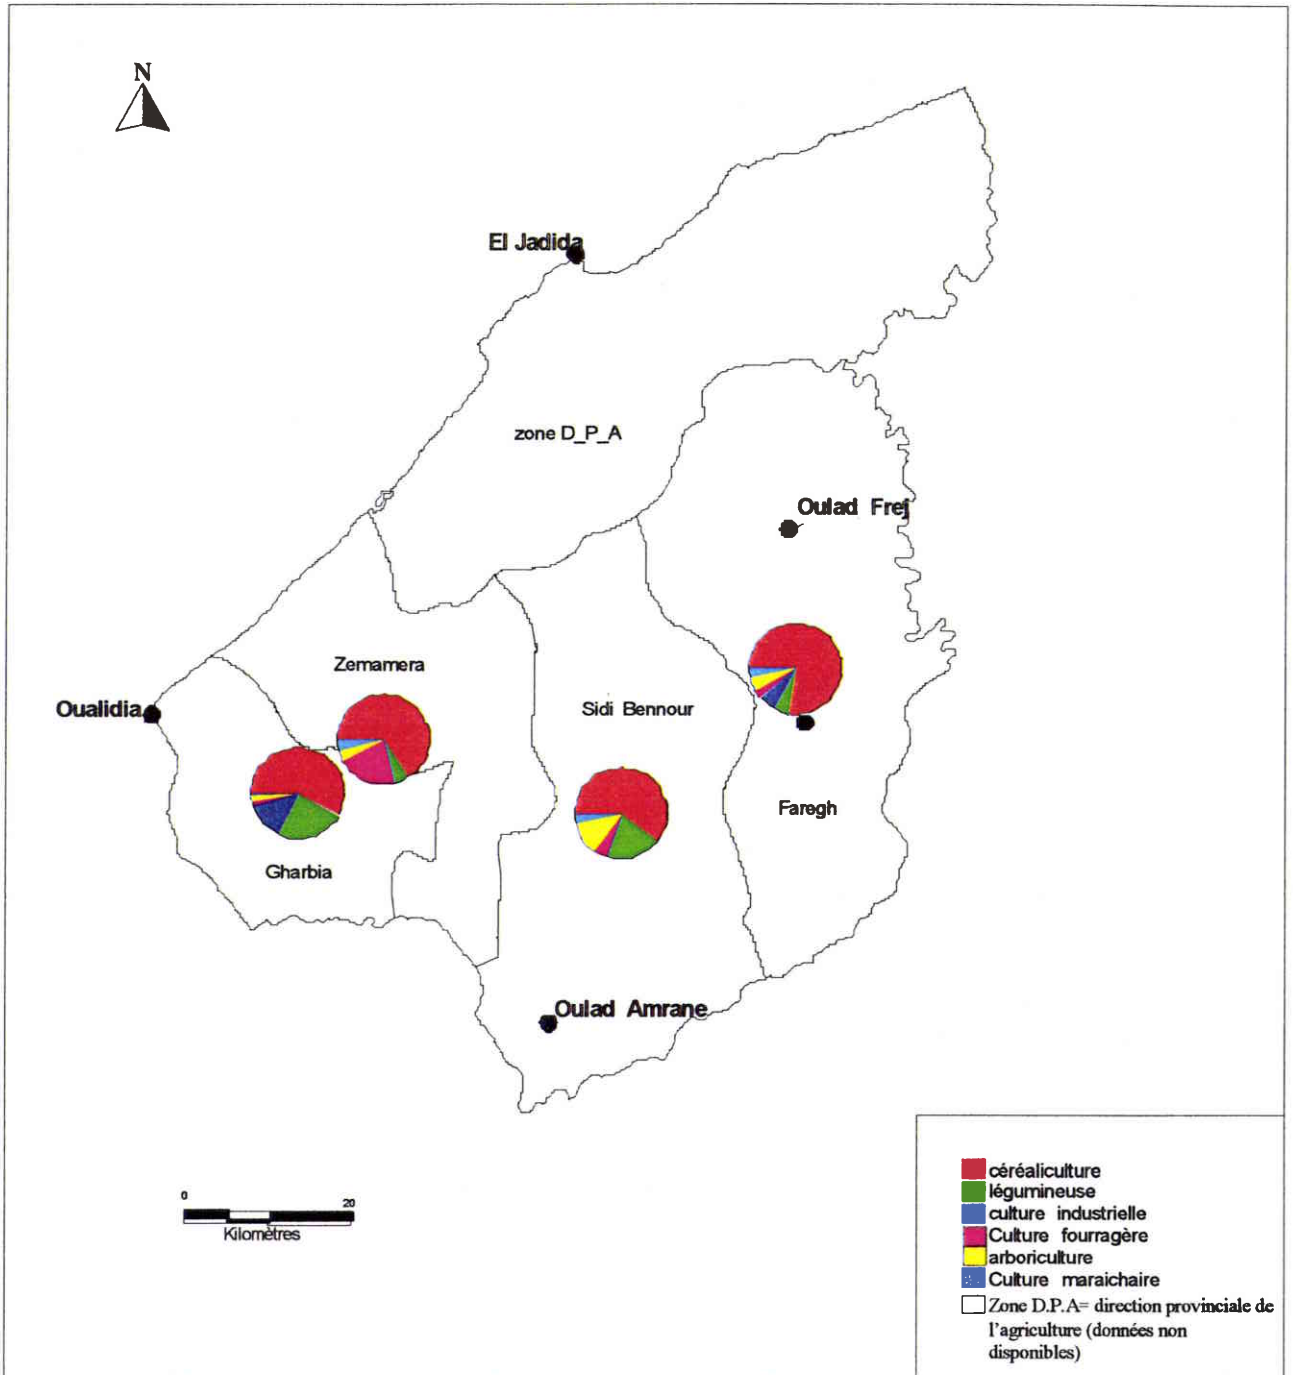 N
El Jadida
zone D_P_A
Oulad Frej
Zemamera
Oualidia
Sidi Bennour
Faregh
Gharbia
Oulad Amrane
0 20
Kilomètres
céréaliculture
légumineuse
culture industrielle
Culture fourragère
arboriculture
Culture maraichaire
Zone D.P.A= direction provinciale de
l'agriculture (données non
disponibles)